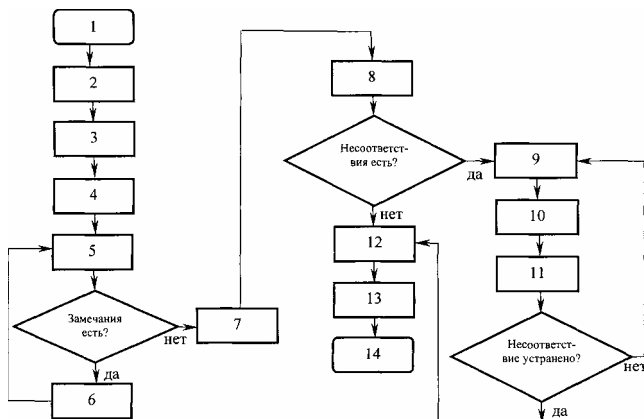 1
2
3
4
5
Замечания
есть?
нет
да
6
7
8
Несоответст-
вия есть?
да
нет
9
10
11
Несоответст-
вие устранено?
нет
да
12
13
14